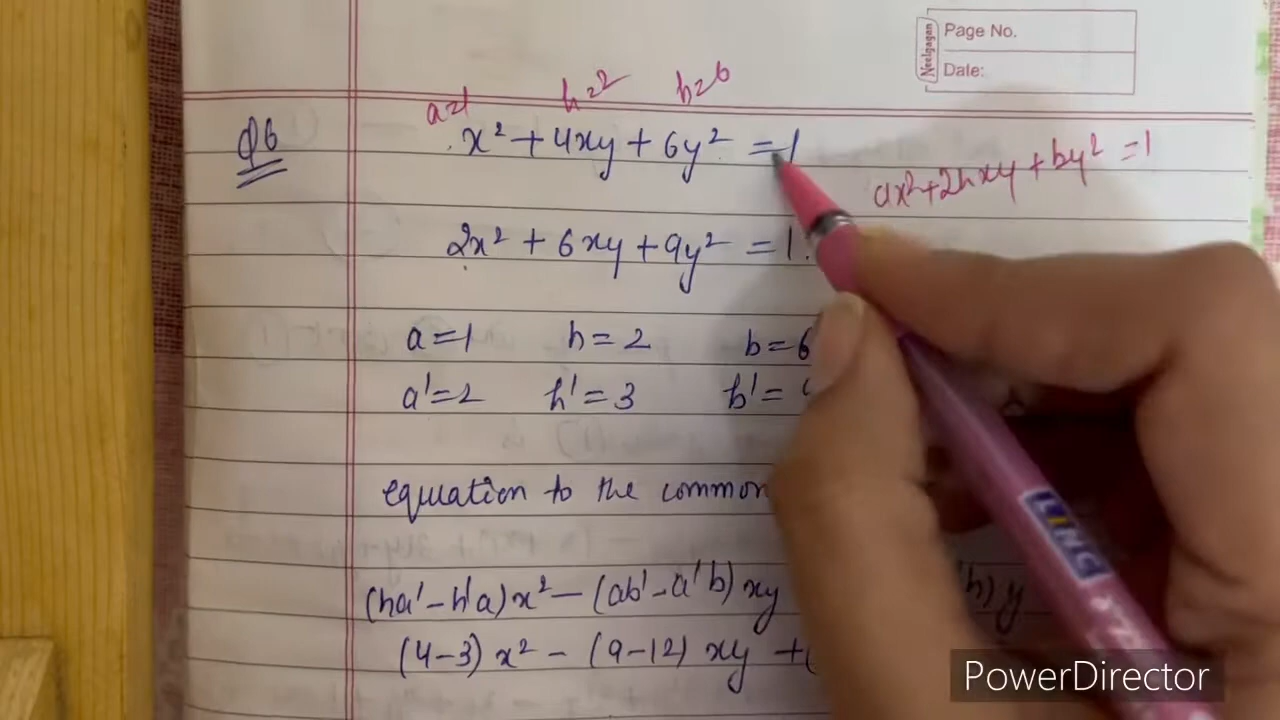 Neelgagan
Page No.
Date:
a=1 h=2 b=6
Q6 x² + 4xy + 6y² = 1
ax²+2hxy + by² = 1
2x² + 6xy + 9y² = 1.
a=1 h=2 b=6
a'=2 h'=3 b'=
equation to the common
(ha'-h'a)x² - (ab'-a'b) xy h) y
(4-3) x² - (9-12) xy +
LINC
PowerDirector